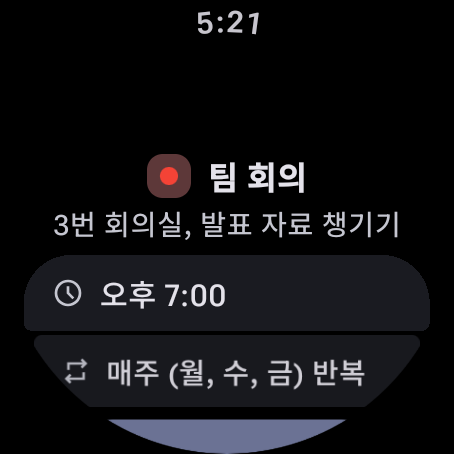 5:21
팀 회의
3번 회의실, 발표 자료 챙기기
오후 7:00
매주 (월, 수, 금) 반복